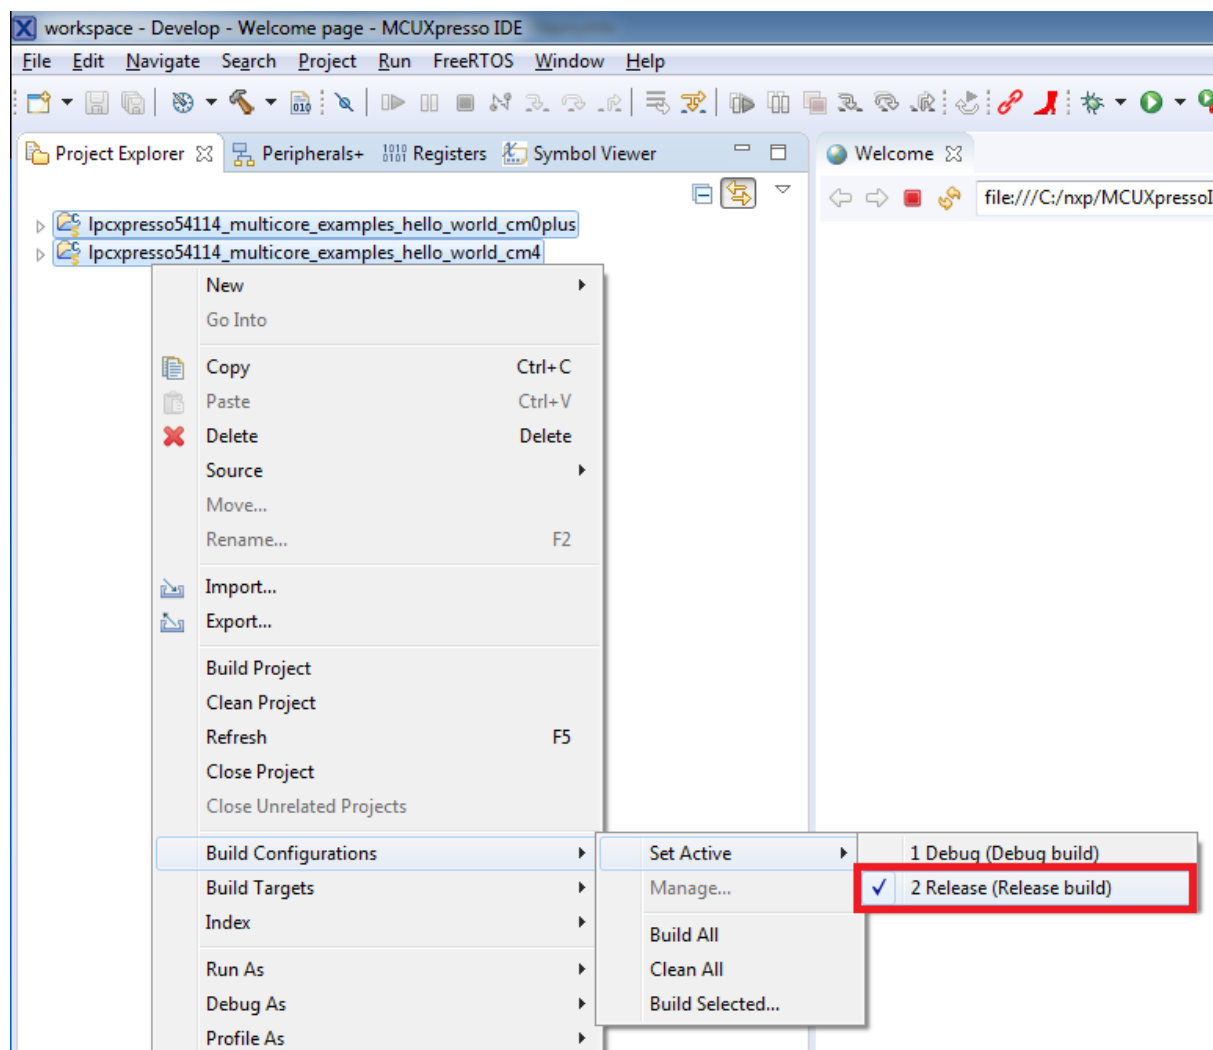 workspace - Develop - Welcome page - MCUXpresso IDE
File Edit Navigate Search Project Run FreeRTOS Window Help
Project Explorer Peripherals+ Registers Symbol Viewer Welcome
file:///C:/nxp/MCUXpressoI
lpcxpresso54114_multicore_examples_hello_world_cm0plus
lpcxpresso54114_multicore_examples_hello_world_cm4
New
Go Into
Copy Ctrl+C
Paste Ctrl+V
Delete Delete
Source
Move...
Rename... F2
Import...
Export...
Build Project
Clean Project
Refresh F5
Close Project
Close Unrelated Projects
Build Configurations Set Active 1 Debug (Debug build)
Build Targets Manage... 2 Release (Release build)
Index
Build All
Run As Clean All
Debug As Build Selected...
Profile As